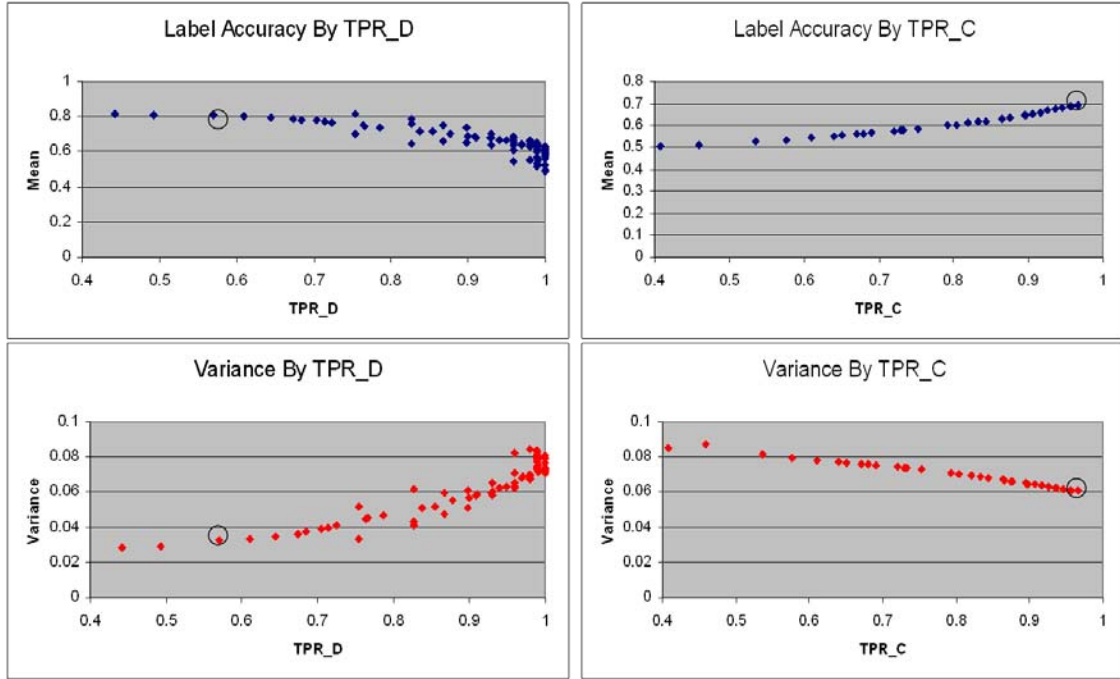 Label Accuracy By TPR_D
Mean
1
0.8
0.6
0.4
0.2
0
0.4 0.5 0.6 0.7 0.8 0.9 1
TPR_D
Label Accuracy By TPR_C
Mean
0.8
0.7
0.6
0.5
0.4
0.3
0.2
0.1
0
0.4 0.5 0.6 0.7 0.8 0.9 1
TPR_C
Variance By TPR_D
Variance
0.1
0.08
0.06
0.04
0.02
0
0.4 0.5 0.6 0.7 0.8 0.9 1
TPR_D
Variance By TPR_C
Variance
0.1
0.08
0.06
0.04
0.02
0
0.4 0.5 0.6 0.7 0.8 0.9 1
TPR_C